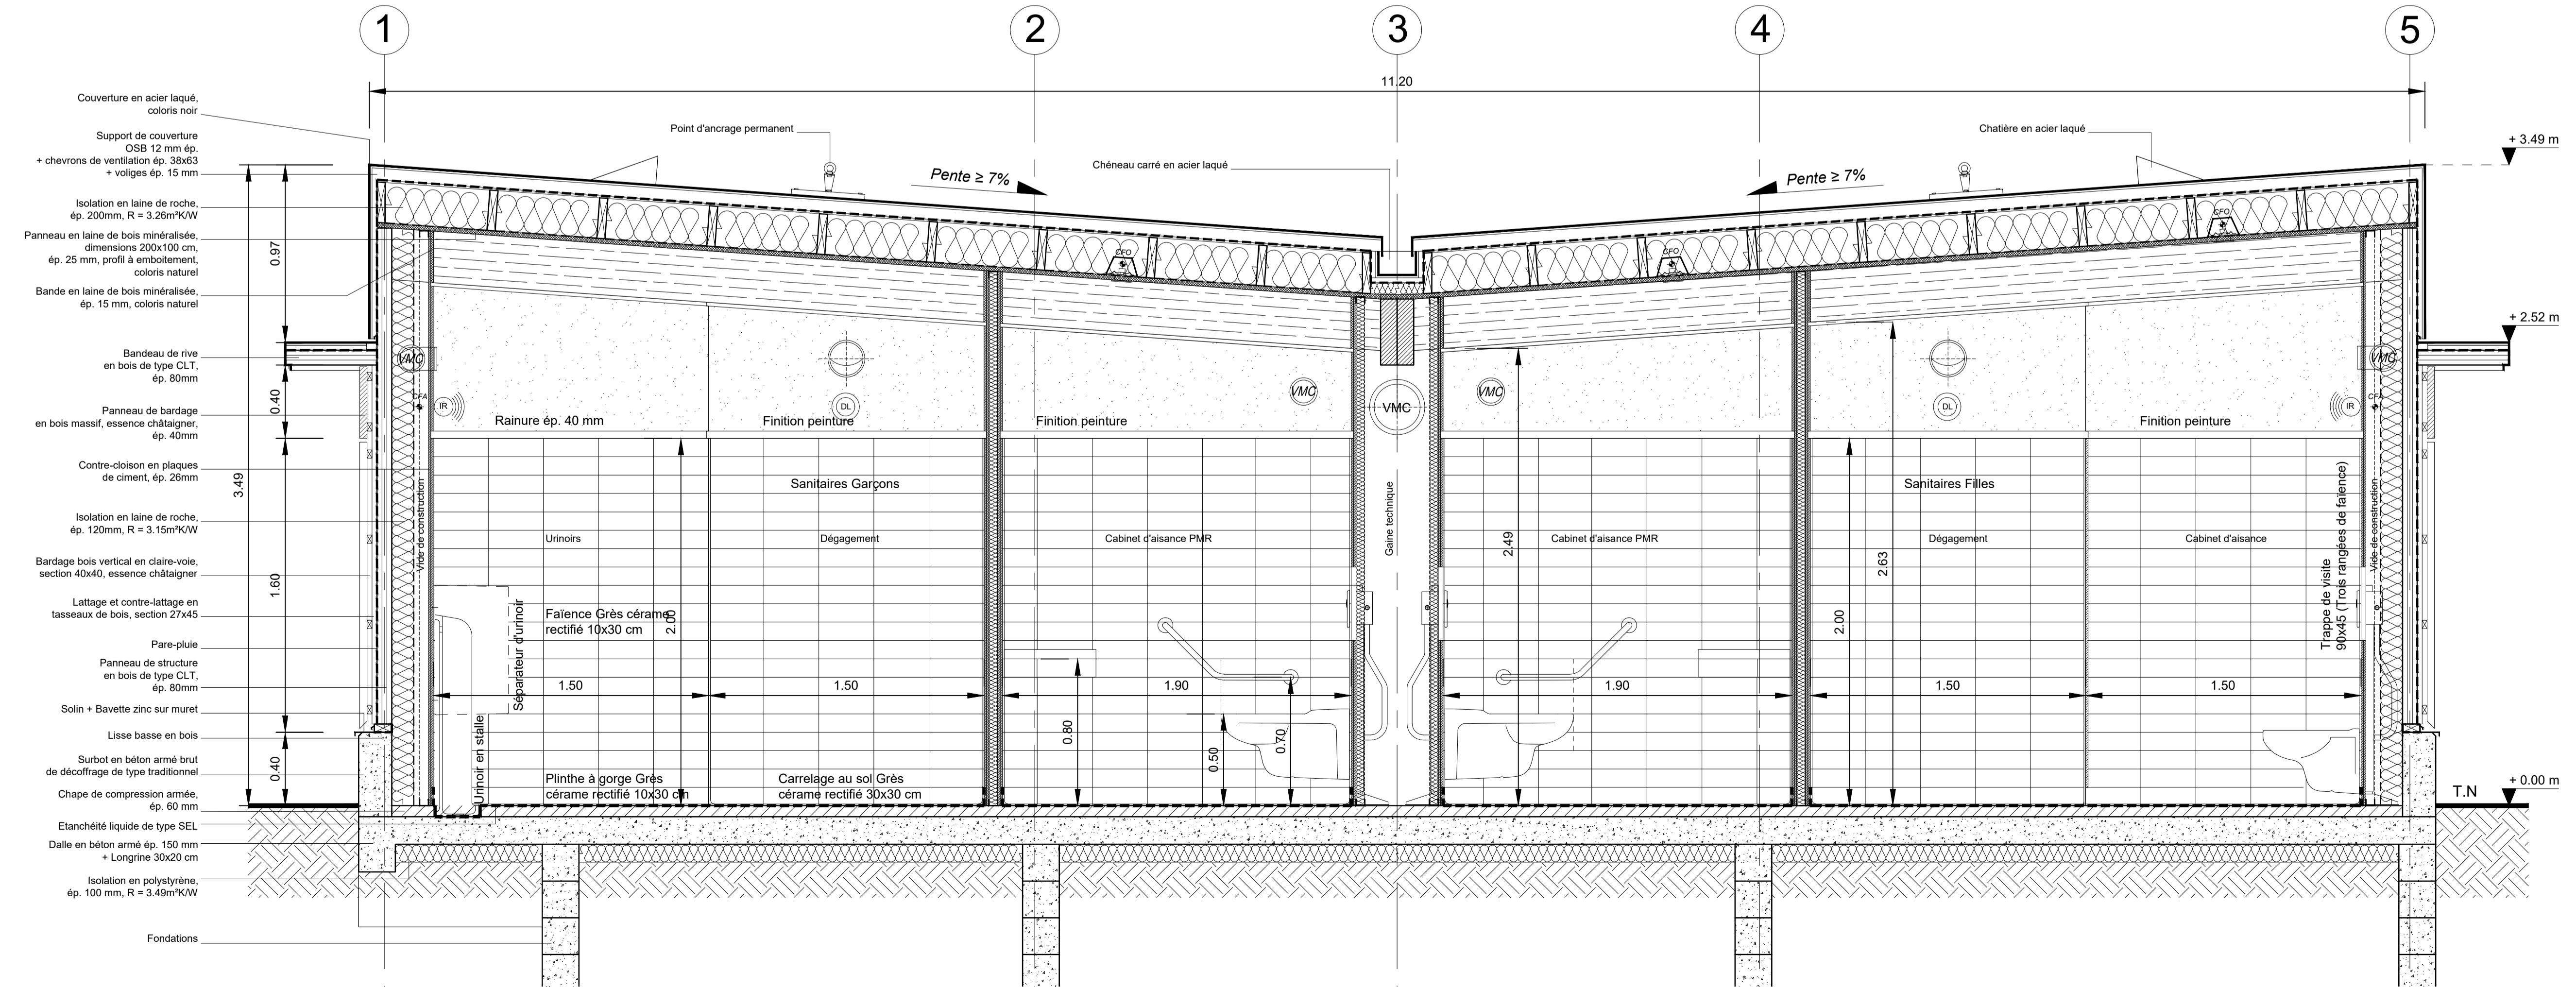 1
2
3
4
5
11.20
Couverture en acier laqué,
coloris noir
Support de couverture
OSB 12 mm ép.
+ chevrons de ventilation ép. 38x63
+ voliges ép. 15 mm
Isolation en laine de roche,
ép. 200mm, R = 3.26m²K/W
Panneau en laine de bois minéralisée,
dimensions 200x100 cm,
ép. 25 mm, profil à emboitement,
coloris naturel
Bande en laine de bois minéralisée,
ép. 15 mm, coloris naturel
Bandeau de rive
en bois de type CLT,
ép. 80mm
Panneau de bardage
en bois massif, essence châtaigner,
ép. 40mm
Contre-cloison en plaques
de ciment, ép. 26mm
Isolation en laine de roche,
ép. 120mm, R = 3.15m²K/W
Bardage bois vertical en claire-voie,
section 40x40, essence châtaigner
Lattage et contre-lattage en
tasseaux de bois, section 27x45
Pare-pluie
Panneau de structure
en bois de type CLT,
ép. 80mm
Solin + Bavette zinc sur muret
Lisse basse en bois
Surbot en béton armé brut
de décoffrage de type traditionnel
Chape de compression armée,
ép. 60 mm
Etanchéité liquide de type SEL
Dalle en béton armé ép. 150 mm
+ Longrine 30x20 cm
Isolation en polystyrène,
ép. 100 mm, R = 3.49m²K/W
Fondations
3.49
0.97
0.40
1.60
0.40
Point d'ancrage permanent
Pente ≥ 7%
Chéneau carré en acier laqué
Pente ≥ 7%
Chatière en acier laqué
+ 3.49 m
+ 2.52 m
+ 0.00 m
T.N
CFO
CFO
CFO
VMC
CFA
IR
DL
VMC
VMC
VMC
DL
VMC
IR
CFA
Rainure ép. 40 mm
Finition peinture
Finition peinture
Finition peinture
Vide de construction
Sanitaires Garçons
Urinoirs
Dégagement
Cabinet d'aisance PMR
Gaine technique
Cabinet d'aisance PMR
Sanitaires Filles
Dégagement
Cabinet d'aisance
Vide de construction
Trappe de visite
90x45 (Trois rangées de faïence)
Faïence Grès cérame
rectifié 10x30 cm
2.00
Séparateur d'urinoir
Urinoir en stalle
1.50
1.50
1.90
1.90
1.50
1.50
0.80
0.50
0.70
2.49
2.00
2.63
Plinthe à gorge Grès
cérame rectifié 10x30 cm
Carrelage au sol Grès
cérame rectifié 30x30 cm